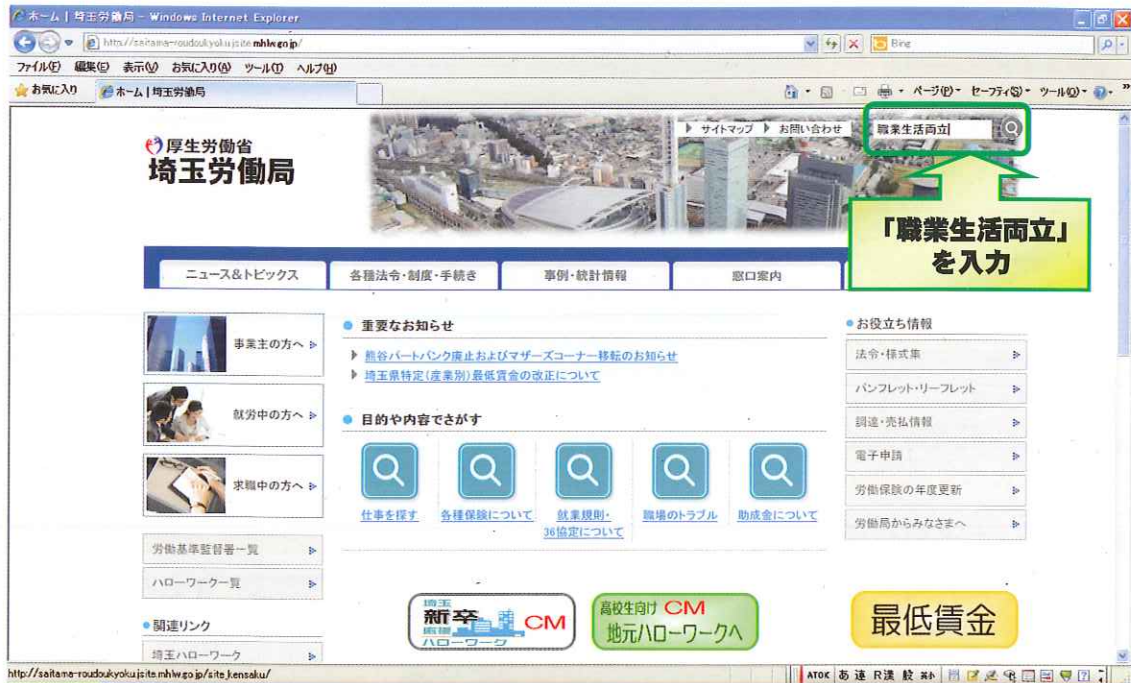 ホーム | 埼玉労働局 - Windows Internet Explorer
http://saitama-roudoukyoku.jsite.mhlw.go.jp/
Bing
ファイル(F) 編集(E) 表示(V) お気に入り(A) ツール(T) ヘルプ(H)
お気に入り
ホーム | 埼玉労働局
ページ(P) セーフティ(S) ツール(O)
サイトマップ
お問い合わせ
職業生活両立
厚生労働省
埼玉労働局
「職業生活両立」
を入力
ニュース&トピックス
各種法令・制度・手続き
事例・統計情報
窓口案内
事業主の方へ
就労中の方へ
求職中の方へ
労働基準監督署一覧
ハローワーク一覧
関連リンク
埼玉ハローワーク
重要なお知らせ
熊谷パートバンク廃止およびマザーズコーナー移転のお知らせ
埼玉県特定(産業別)最低賃金の改正について
目的や内容でさがす
仕事を探す
各種保険について
就業規則・
36協定について
職場のトラブル
助成金について
埼玉
新卒応援
ハローワーク
CM
高校生向け CM
地元ハローワークへ
お役立ち情報
法令・様式集
パンフレット・リーフレット
調達・売払情報
電子申請
労働保険の年度更新
労働局からみなさまへ
最低賃金
http://saitama-roudoukyoku.jsite.mhlw.go.jp/site_kensaku/
ATOK あ 連 R漢 般